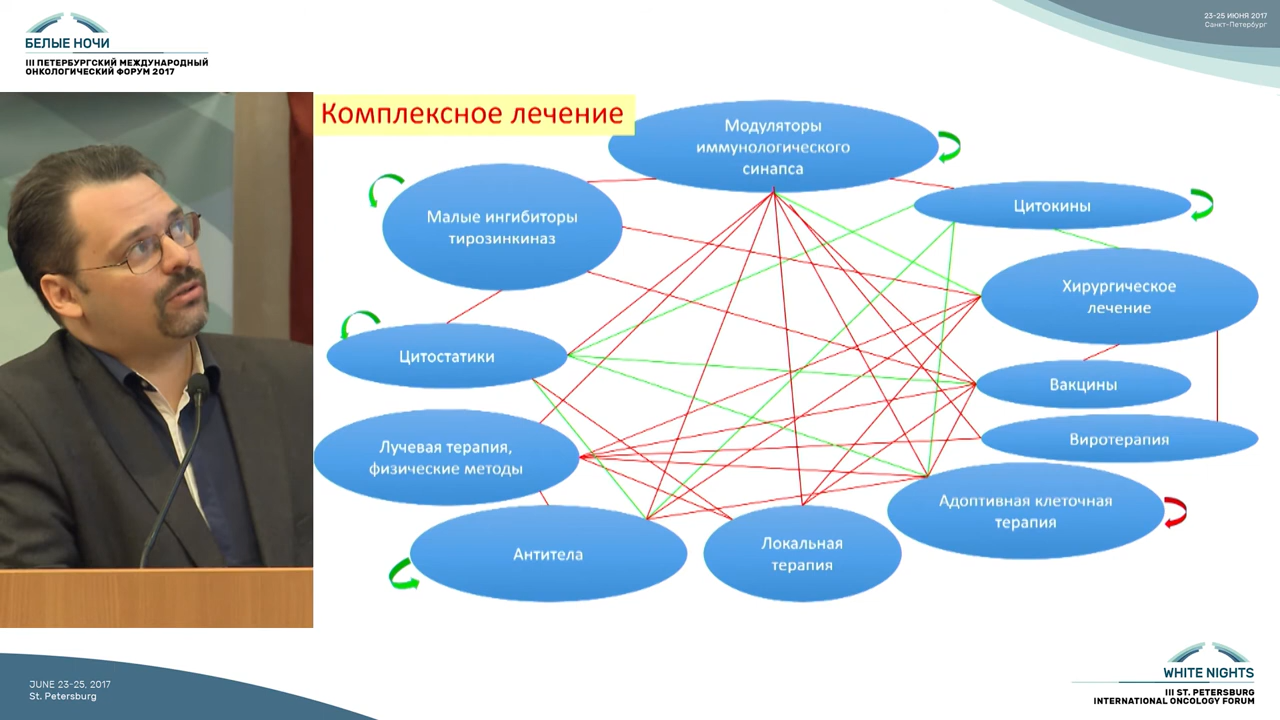 БЕЛЫЕ НОЧИ
III ПЕТЕРБУРГСКИЙ МЕЖДУНАРОДНЫЙ
ОНКОЛОГИЧЕСКИЙ ФОРУМ 2017
23-25 ИЮНЯ 2017
Санкт-Петербург
Комплексное лечение
Модуляторы
иммунологического
синапса
Малые ингибиторы
тирозинкиназ
Цитокины
Хирургическое
лечение
Цитостатики
Вакцины
Лучевая терапия,
физические методы
Виротерапия
Адоптивная клеточная
терапия
Антитела
Локальная
терапия
JUNE 23-25, 2017
St. Petersburg
WHITE NIGHTS
III ST. PETERSBURG
INTERNATIONAL ONCOLOGY FORUM